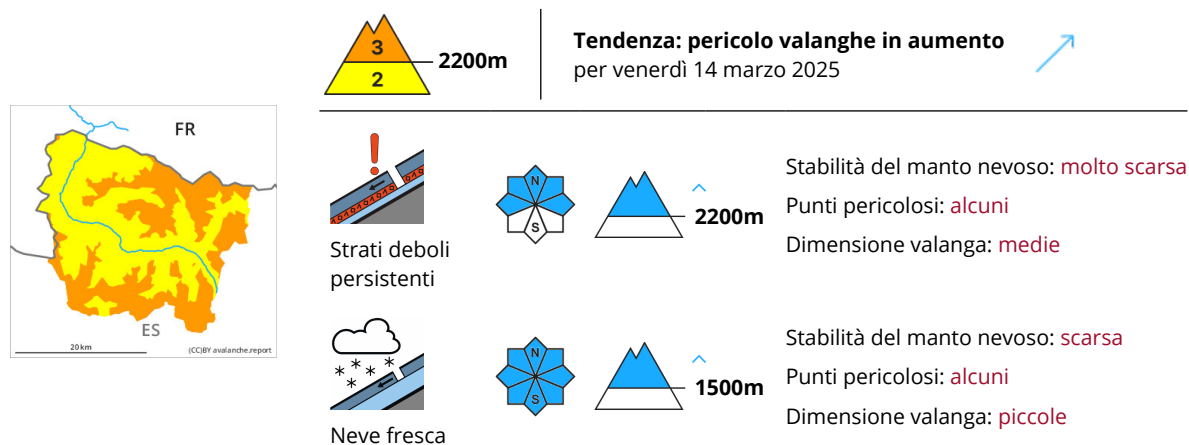 3
2
2200m
Tendenza: pericolo valanghe in aumento
per venerdì 14 marzo 2025
FR
ES
20 km
(CC)BY avalanche.report
N
S
2200m
Strati deboli
persistenti
Stabilità del manto nevoso: molto scarsa
Punti pericolosi: alcuni
Dimensione valanga: medie
N
S
1500m
Neve fresca
Stabilità del manto nevoso: scarsa
Punti pericolosi: alcuni
Dimensione valanga: piccole